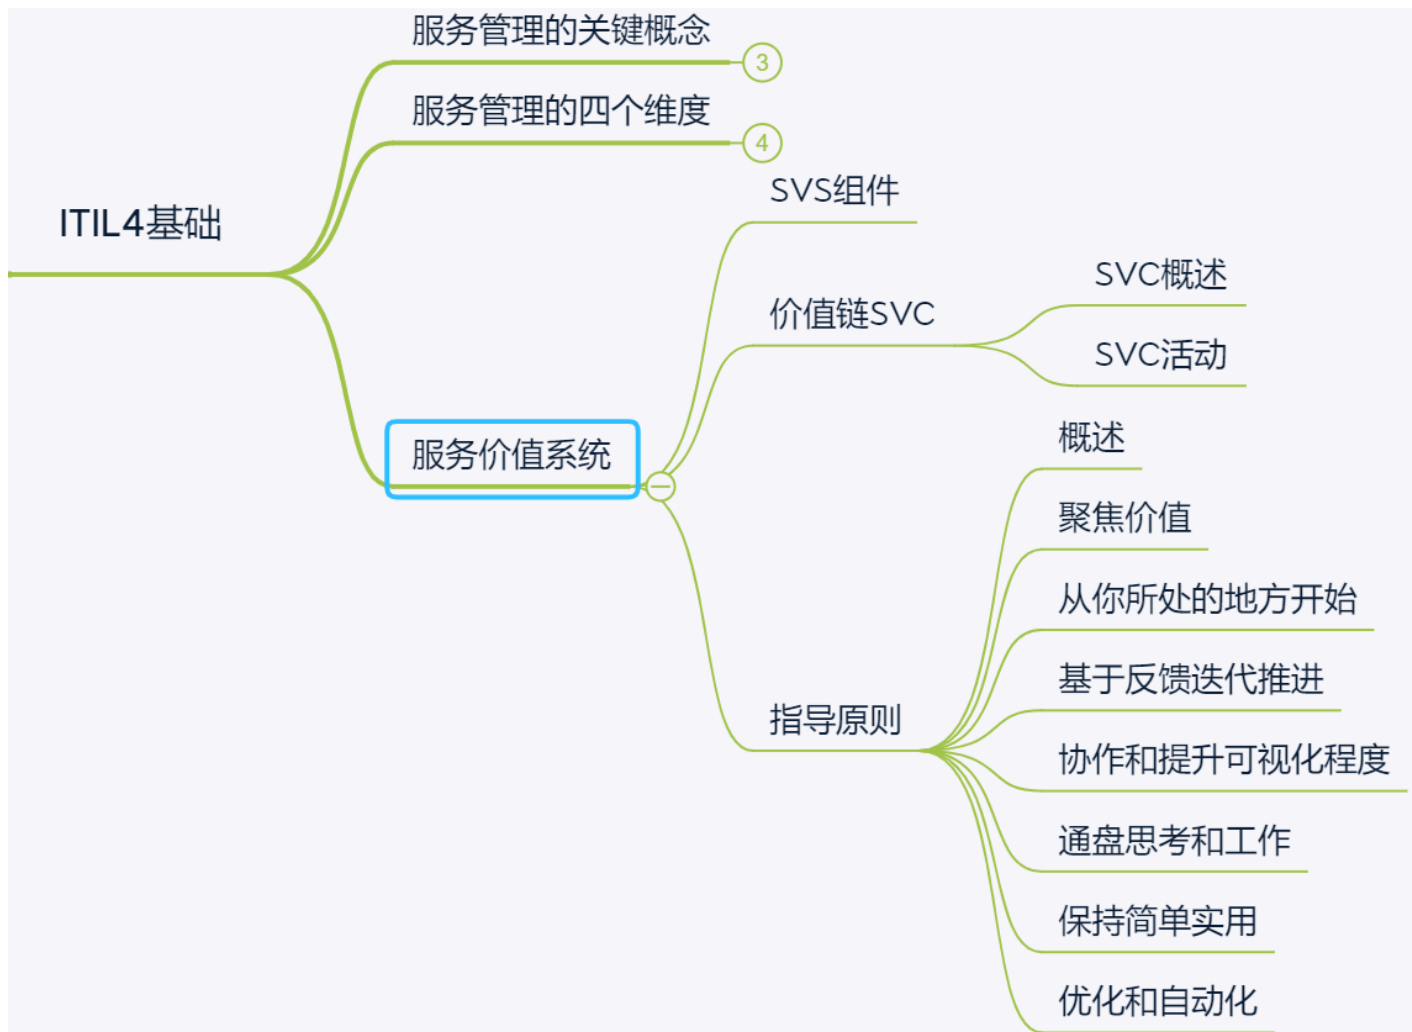 服务管理的关键概念
3
服务管理的四个维度
4
SVS组件
ITIL4基础
SVC概述
价值链SVC
SVC活动
概述
服务价值系统
聚焦价值
从你所处的地方开始
基于反馈迭代推进
指导原则
协作和提升可视化程度
通盘思考和工作
保持简单实用
优化和自动化